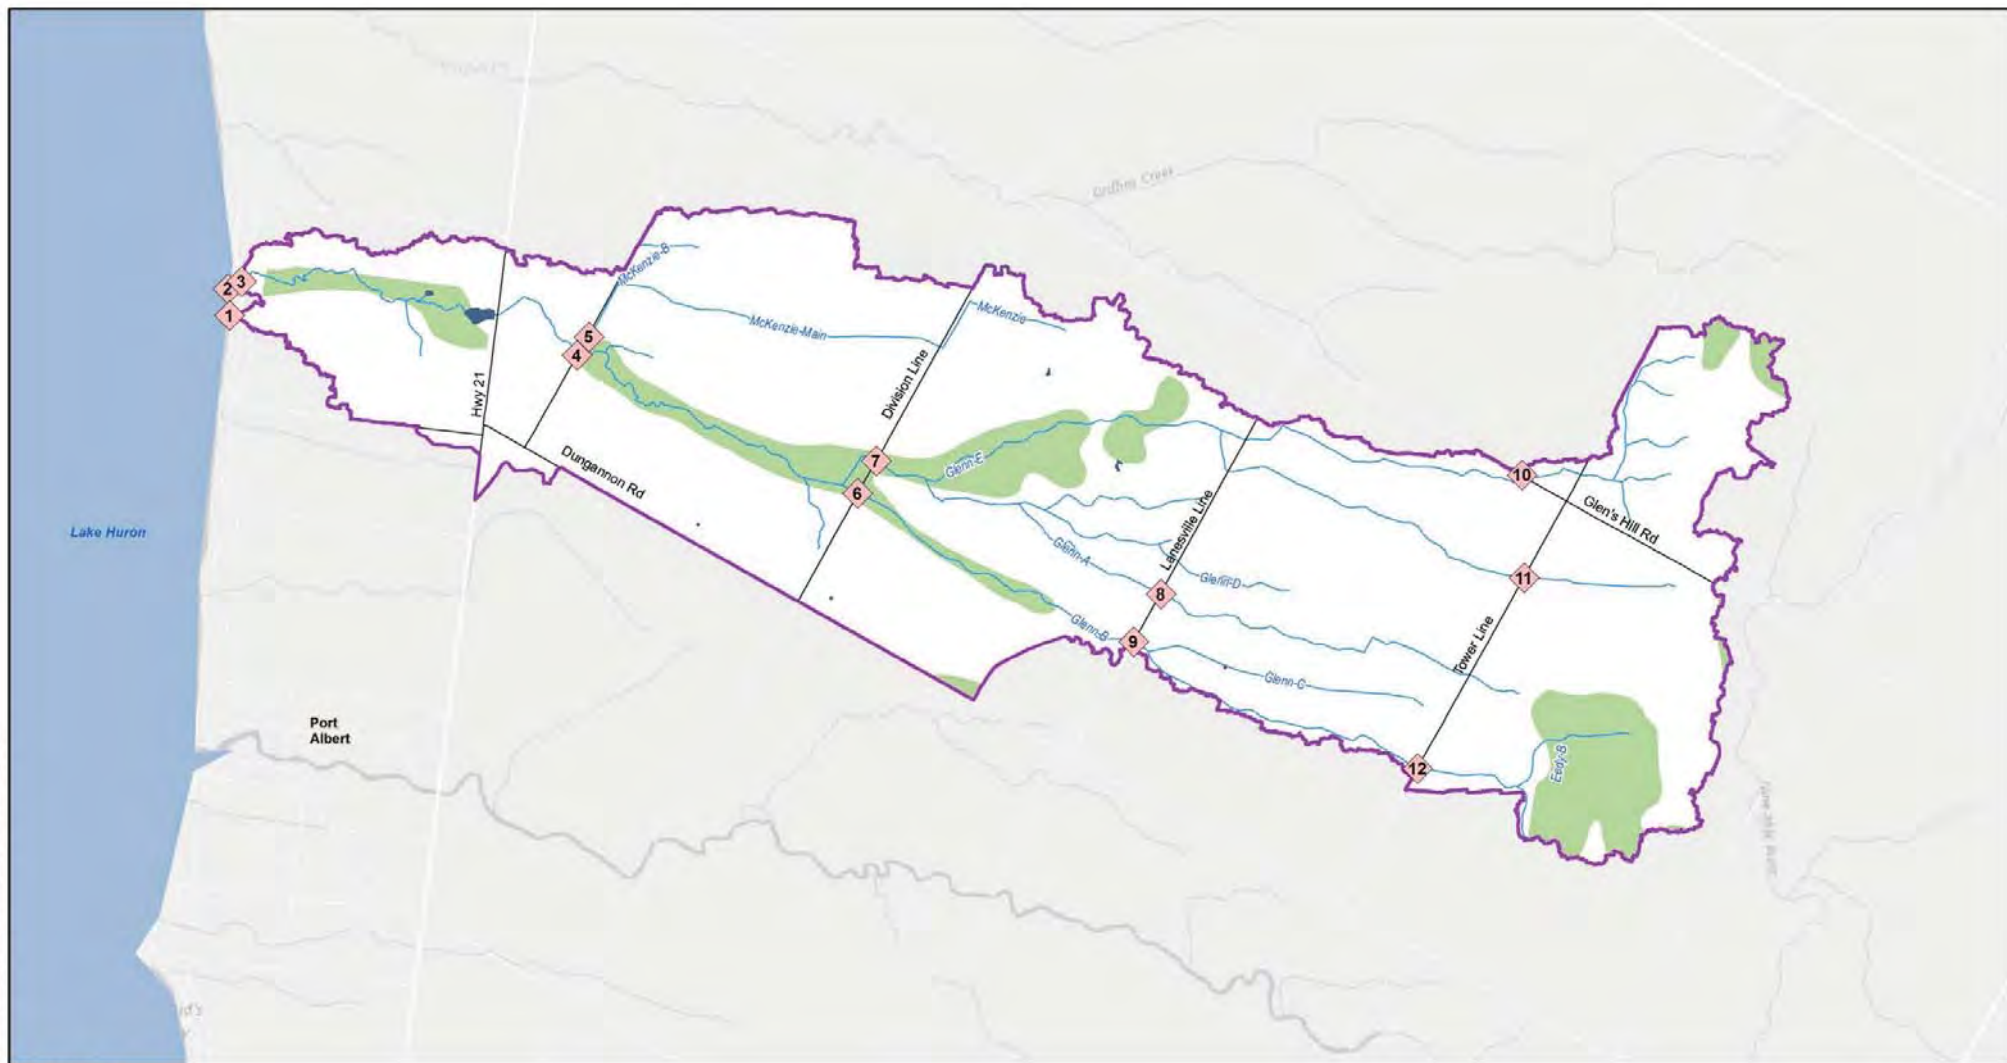 McKenzie-B
2
3
1
McKenzie-Main
McKenzie
5
4
Hwy 21
Division Line
Dungannon Rd
7
6
Glenn-E
10
Glen's Hill Rd
Lake Huron
Lanesville Line
Glenn-A
Glenn-D
11
8
Glenn-B
9
Tower Line
Glenn-C
Port
Albert
12
Eedy-B